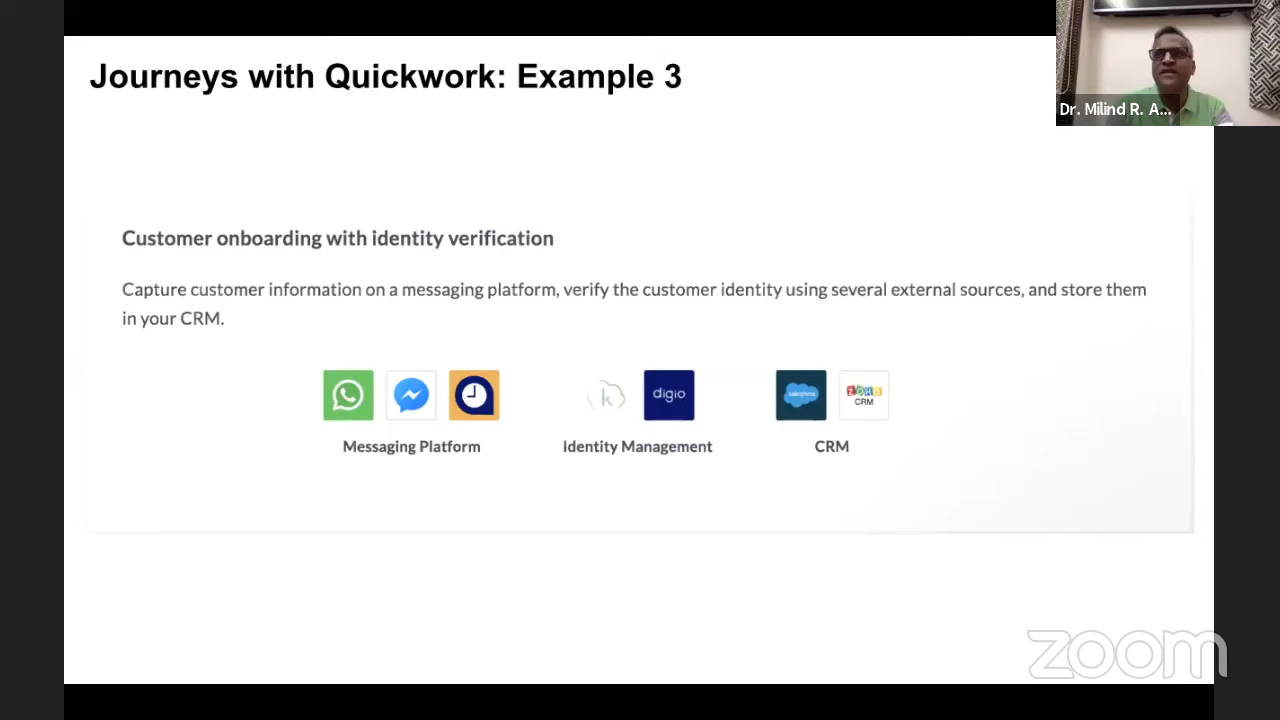 Journeys with Quickwork: Example 3
Dr. Milind R. A...
Customer onboarding with identity verification
Capture customer information on a messaging platform, verify the customer identity using several external sources, and store them
in your CRM.
k
digio
salesforce
ZOHO
CRM
Messaging Platform
Identity Management
CRM
zoom